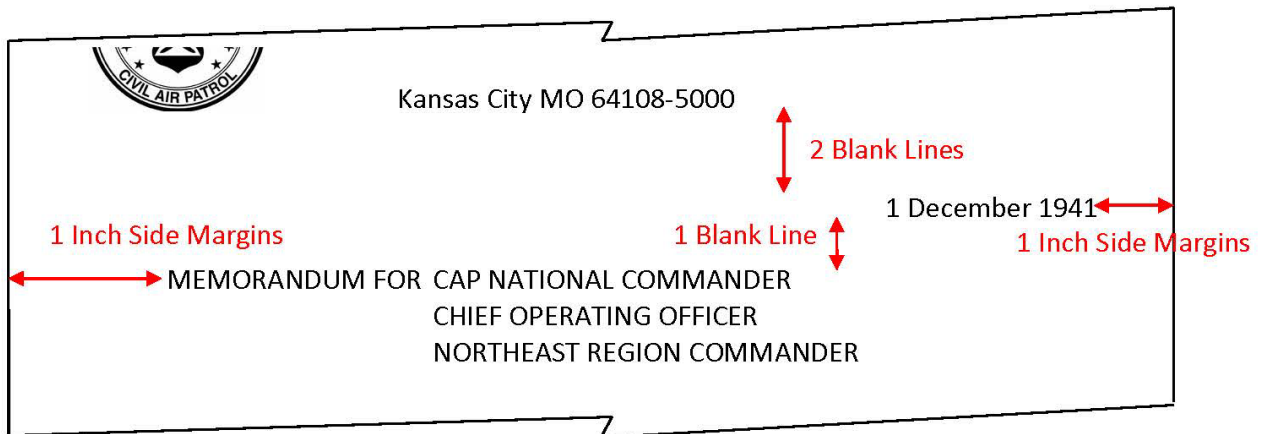 CIVIL AIR PATROL
Kansas City MO 64108-5000
2 Blank Lines
1 December 1941
1 Inch Side Margins
1 Blank Line
1 Inch Side Margins
MEMORANDUM FOR CAP NATIONAL COMMANDER
CHIEF OPERATING OFFICER
NORTHEAST REGION COMMANDER